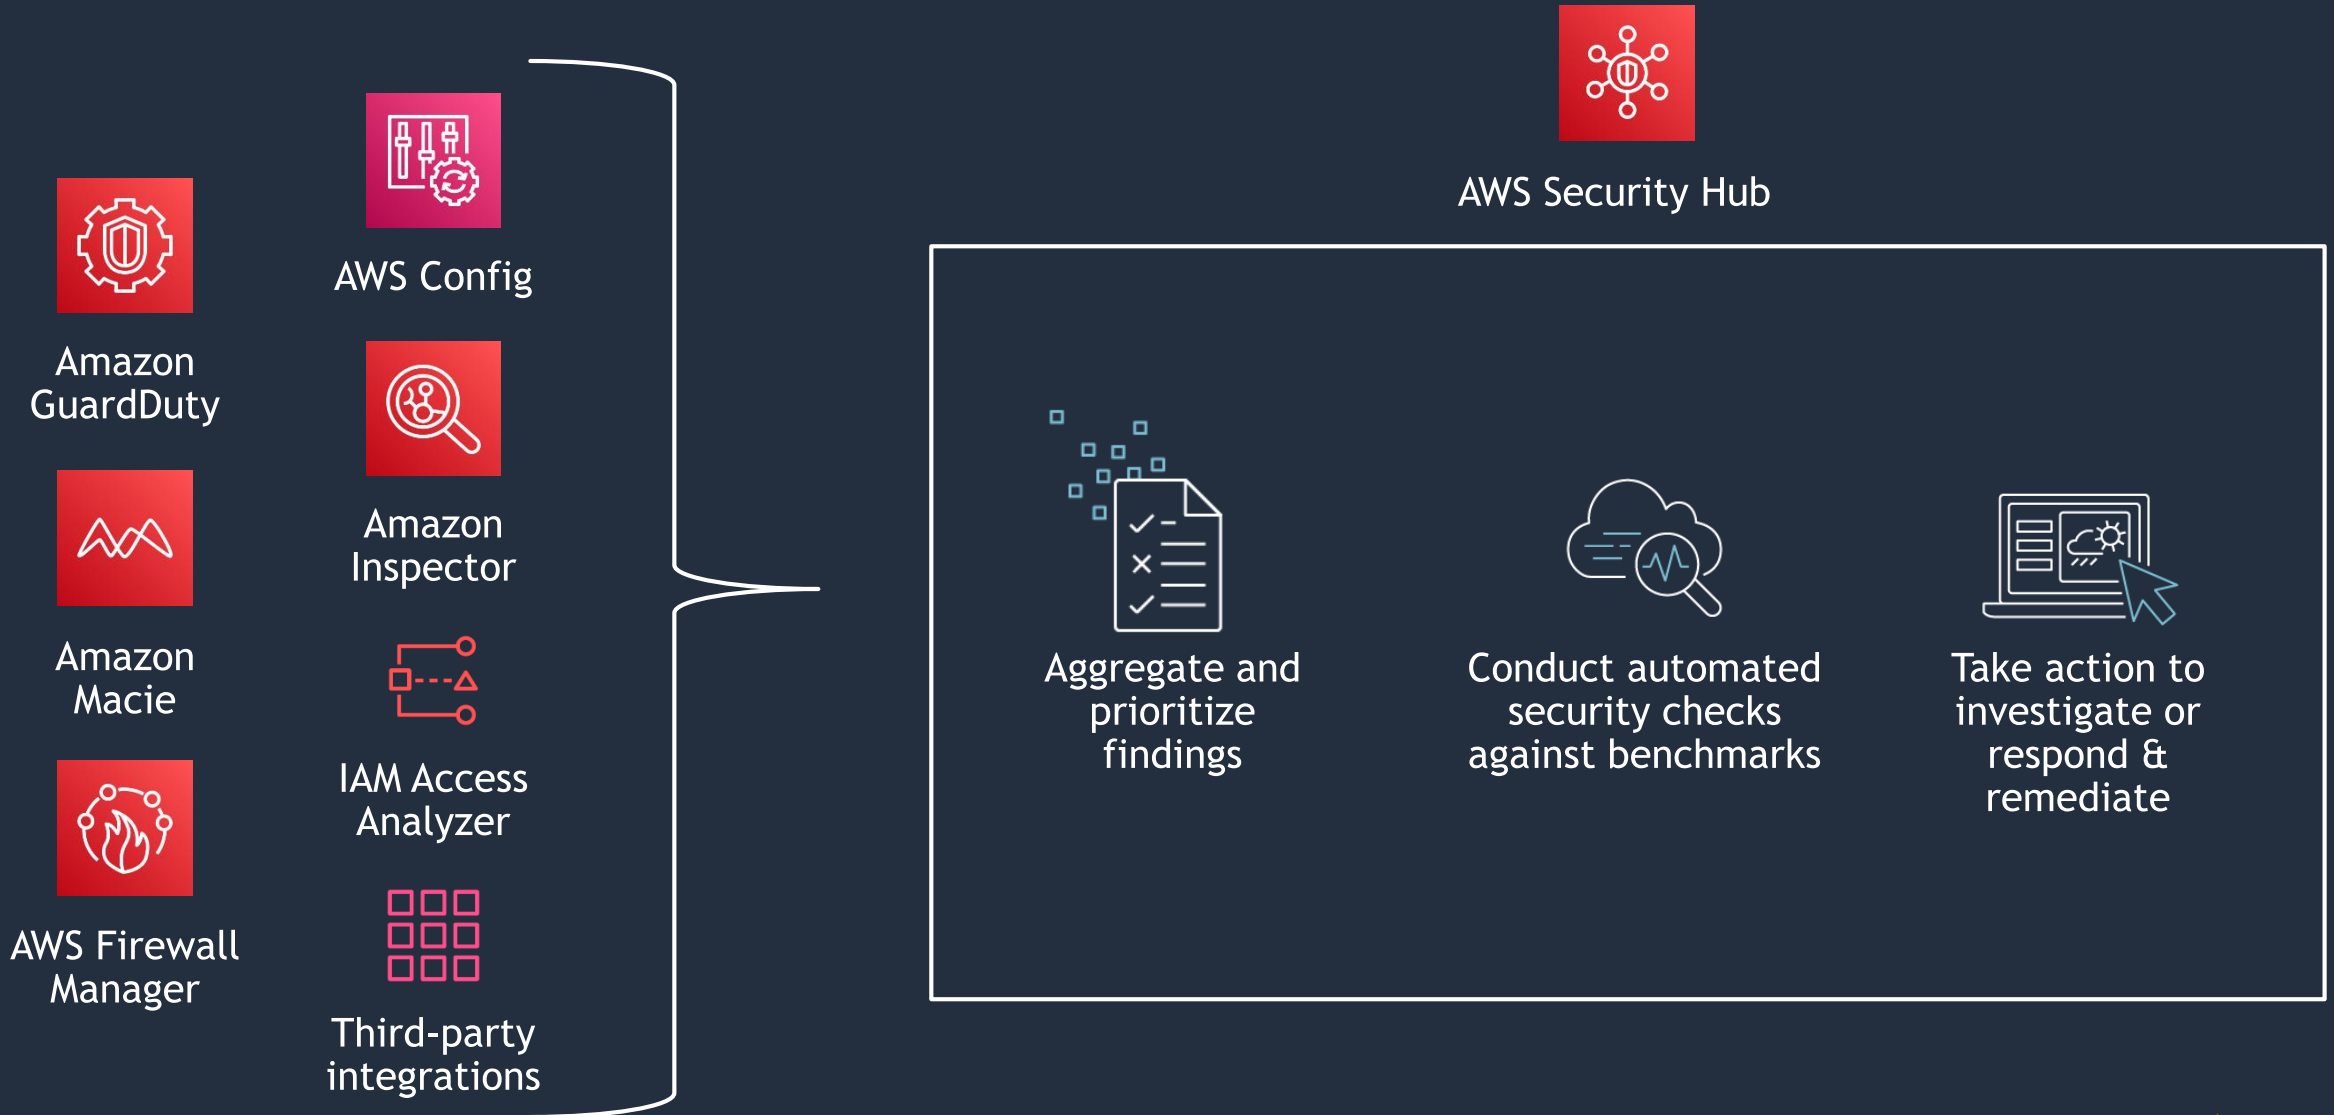 Amazon
GuardDuty
Amazon
Macie
AWS Firewall
Manager
AWS Config
Amazon
Inspector
IAM Access
Analyzer
Third-party
integrations
AWS Security Hub
Aggregate and
prioritize
findings
Conduct automated
security checks
against benchmarks
Take action to
investigate or
respond &
remediate